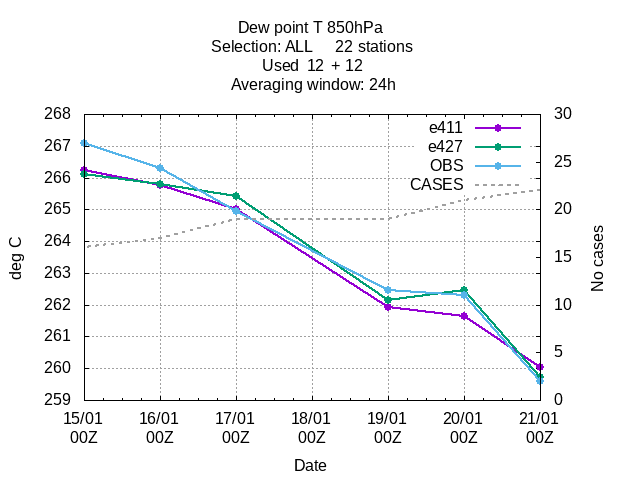 Dew point T 850hPa
Selection: ALL     22 stations
Used  12 + 12
Averaging window: 24h
268
267
266
265
264
263
262
261
260
259
deg C
30
25
20
15
10
5
0
No cases
e411
e427
OBS
CASES
15/01 16/01 17/01 18/01 19/01 20/01 21/01
00Z 00Z 00Z 00Z 00Z 00Z 00Z
Date